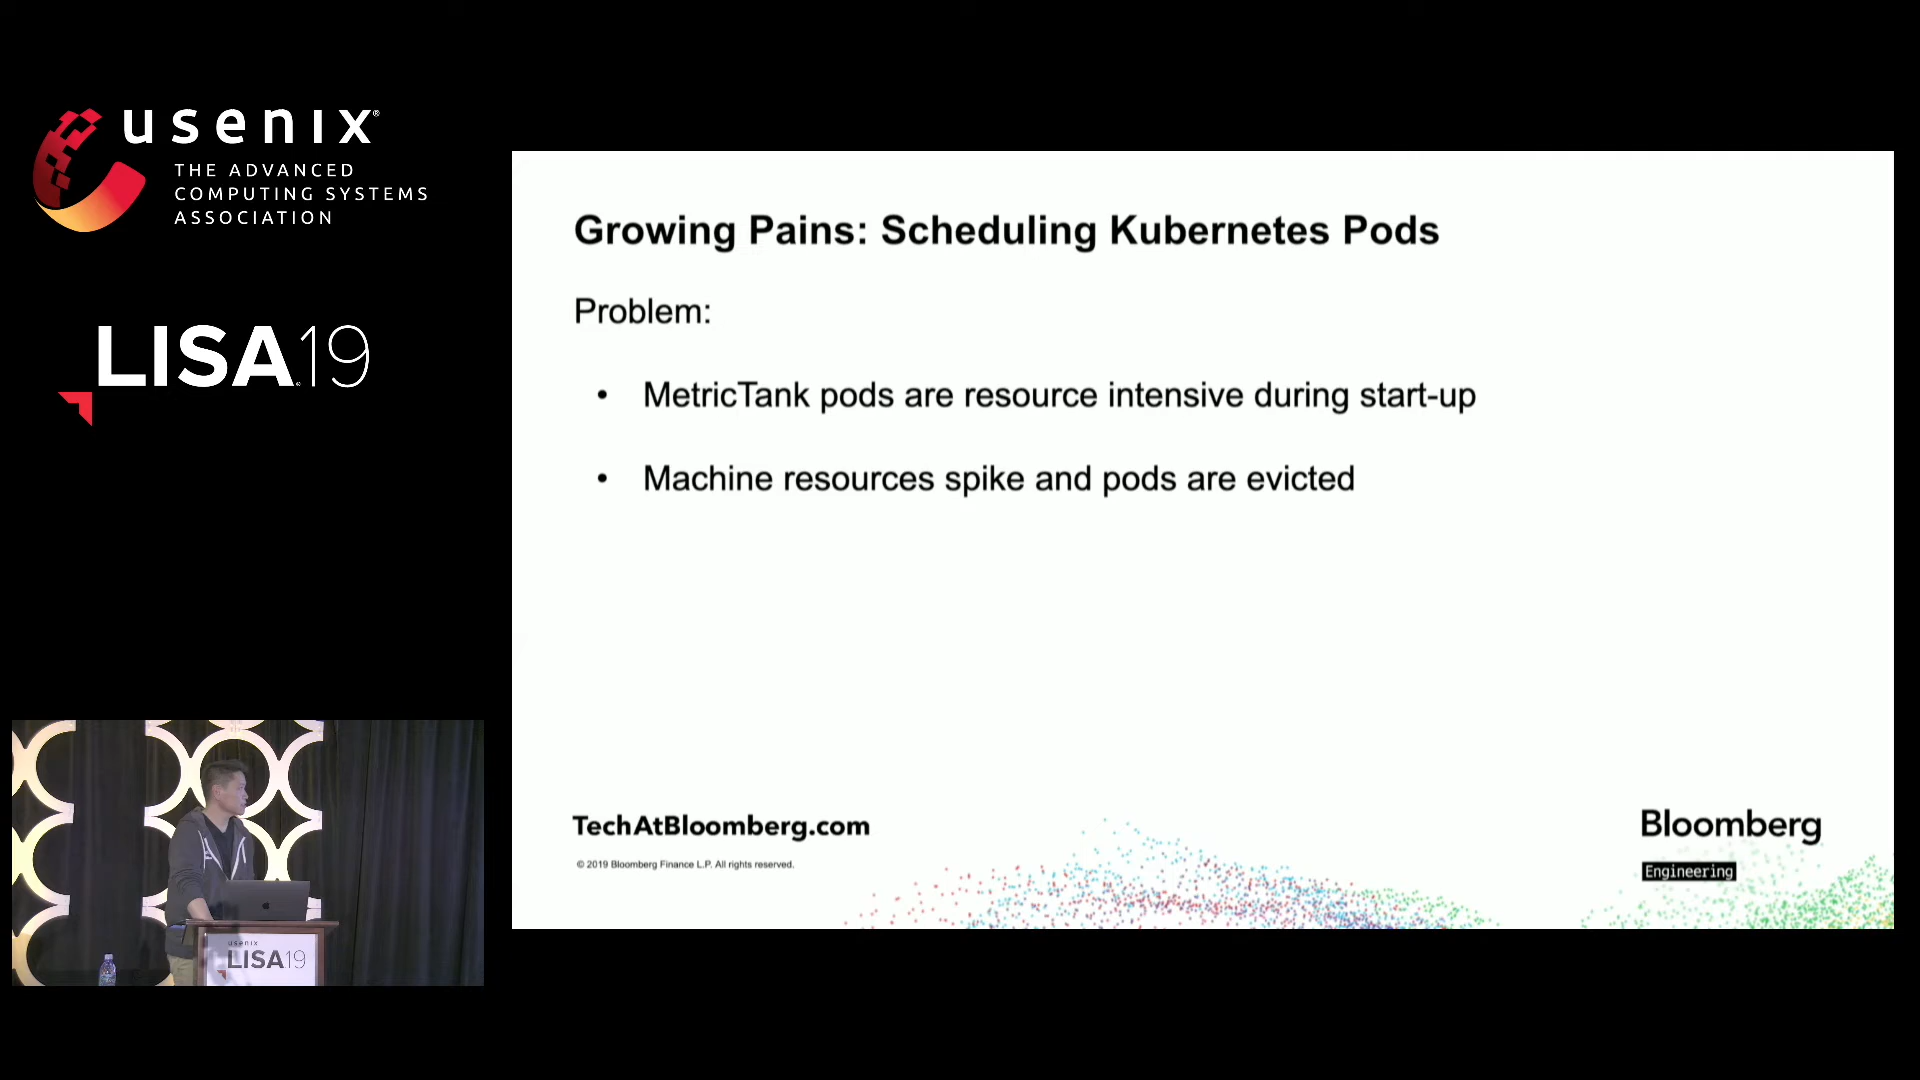 usenix®
THE ADVANCED
COMPUTING SYSTEMS
ASSOCIATION
LISA19
Growing Pains: Scheduling Kubernetes Pods
Problem:
• MetricTank pods are resource intensive during start-up
• Machine resources spike and pods are evicted
TechAtBloomberg.com
© 2019 Bloomberg Finance L.P. All rights reserved.
Bloomberg
Engineering
usenix
LISA19